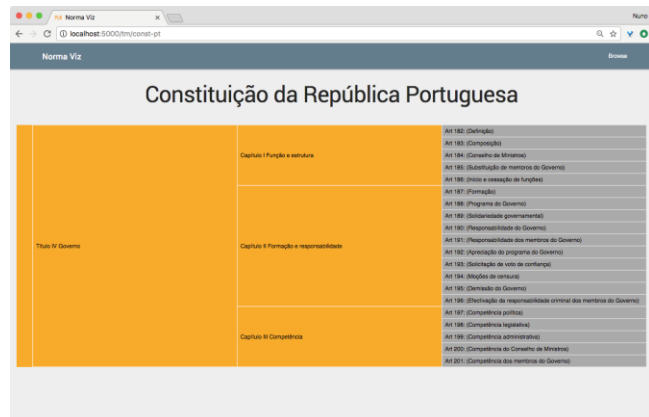 Norma Viz
Nuno
localhost:5000/tm/const-pt
Norma Viz
Browse
Constituição da República Portuguesa
Título IV Governo
Capítulo I Função e estrutura
Art 182: (Definição)
Art 183: (Composição)
Art 184: (Conselho de Ministros)
Art 185: (Substituição de membros do Governo)
Art 186: (Início e cessação de funções)
Capítulo II Formação e responsabilidade
Art 187: (Formação)
Art 188: (Programa do Governo)
Art 189: (Solidariedade governamental)
Art 190: (Responsabilidade do Governo)
Art 191: (Responsabilidade dos membros do Governo)
Art 192: (Apreciação do programa do Governo)
Art 193: (Solicitação de voto de confiança)
Art 194: (Moções de censura)
Art 195: (Demissão do Governo)
Art 196: (Efectivação da responsabilidade criminal dos membros do Governo)
Capítulo III Competência
Art 197: (Competência política)
Art 198: (Competência legislativa)
Art 199: (Competência administrativa)
Art 200: (Competência do Conselho de Ministros)
Art 201: (Competência dos membros do Governo)